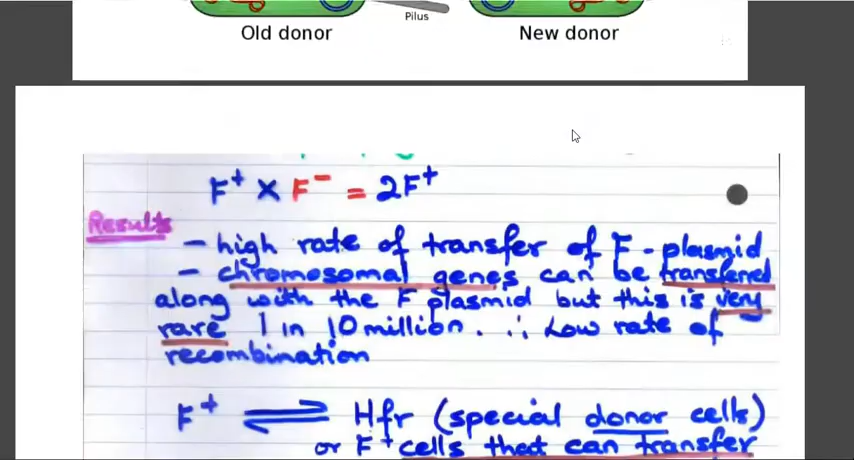 Pilus
Old donor New donor
F+ X F- = 2F+
Results
- high rate of transfer of F-plasmid
- chromosomal genes can be transfered
along with the F plasmid but this is very
rare 1 in 10 million. ∴ Low rate of
recombination
F+ ⇌ Hfr (special donor cells)
or F+ cells that can transfer